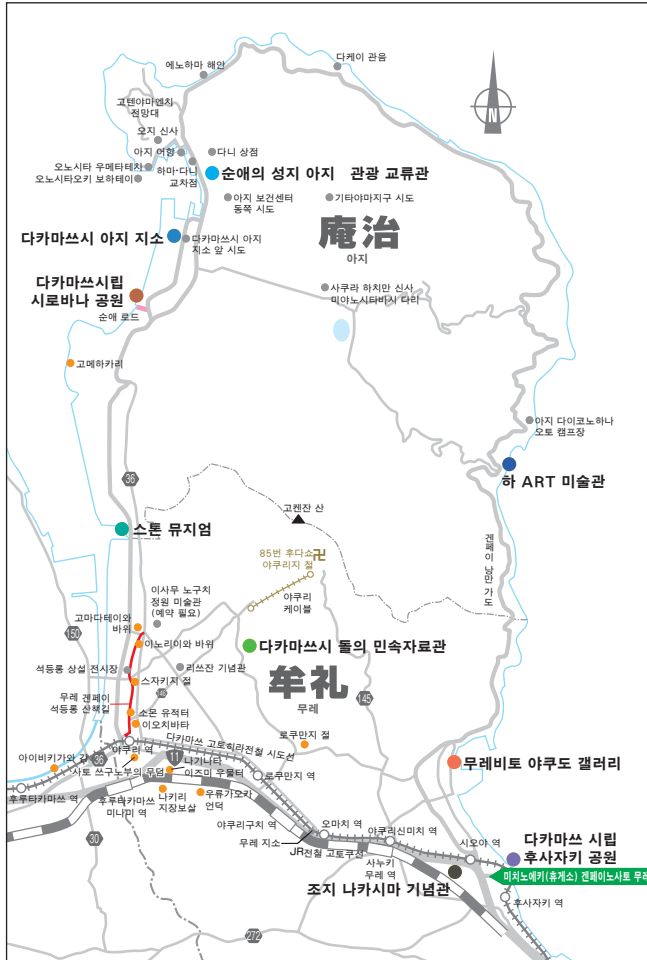 에노하마 해안
다케이 관음
고텐야마엔치
전망대
오지 신사
아지 어항
다니 상점
하마·다니
교차점
오노시타 우메타테치
오노시타오키 보하테이
순애의 성지 아지 관광 교류관
아지 보건센터
동쪽 시도
기타야마지구 시도
N
庵治
아지
다카마쓰시 아지 지소
다카마쓰시 아지
지소 앞 시도
다카마쓰시립
시로바나 공원
순애 로드
사쿠라 하치만 신사
미야노시타바시 다리
고메하카리
아지 다이코노하나
오토 캠프장
하 ART 미술관
36
고켄잔 산
스톤 뮤지엄
겐페이 낭만 가도
85번 후다쇼
야쿠리지 절
卍
야쿠리
케이블
이사무 노구치
정원 미술관
(예약 필요)
고마다테이와
바위
150
이노리이와 바위
다카마쓰시 돌의 민속자료관
석등롱 상설 전시장
리쓰잔 기념관
스자키지 절
牟礼
무레
146
145
무레 겐페이
석등롱 산책길
소몬 유적터
이오치바타
다카마쓰 고토히라전철 시도선
로쿠만지 절
무레비토 야쿠도 갤러리
아이비키가와 강
36
야쿠리 역
11
사토 쓰구노부의 무덤
나기나타
이즈미 우물터
로쿠만지 역
후루타카마쓰 역
후루타카마쓰
미나미 역
나키리
지장보살
우류가오카
언덕
30
야쿠리구치 역
오마치 역
야쿠리신미치 역
시오야 역
다카마쓰 시립
후사자키 공원
무레 지소
JR전철 고토쿠선
사누키
무레 역
미치노에키(휴게소) 겐페이노사토 무레
조지 나카시마 기념관
후사자키 역
272